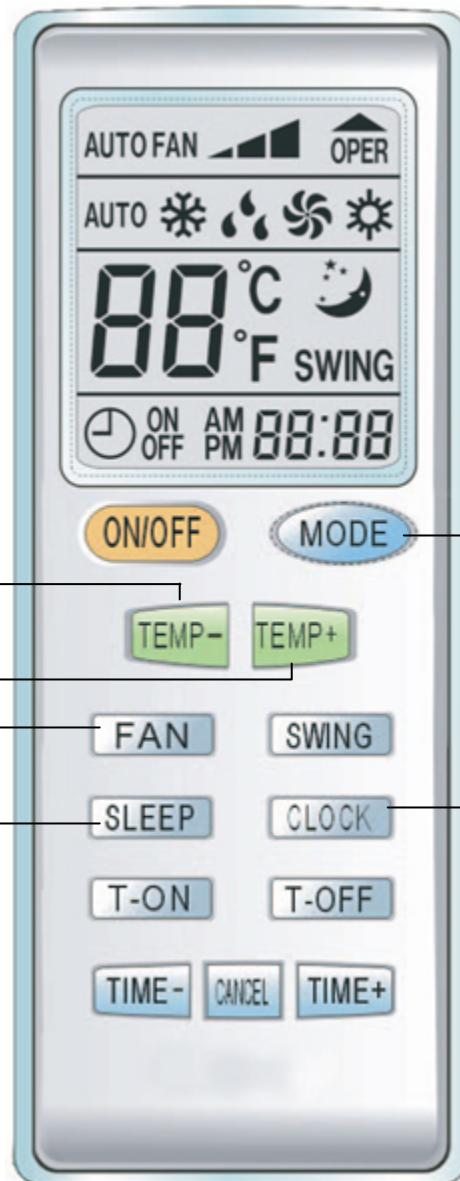 AUTO FAN OPER
AUTO
88 °C
°F SWING
ON AM 88:88
OFF PM
ON/OFF MODE
TEMP- TEMP+
FAN SWING
SLEEP CLOCK
T-ON T-OFF
TIME- CANCEL TIME+